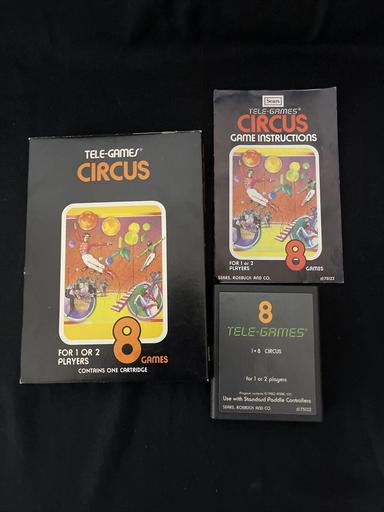 TELE-GAMES®
CIRCUS
FOR 1 OR 2
PLAYERS
8
GAMES
CONTAINS ONE CARTRIDGE
Sears
TELE-GAMES®
CIRCUS
GAME INSTRUCTIONS
FOR 1 or 2
PLAYERS
8
GAMES
SEARS, ROEBUCK AND CO.
8
TELE-GAMES®
1•8 CIRCUS
for 1 or 2 players
Use with Standard Paddle Controllers
SEARS, ROEBUCK AND CO.